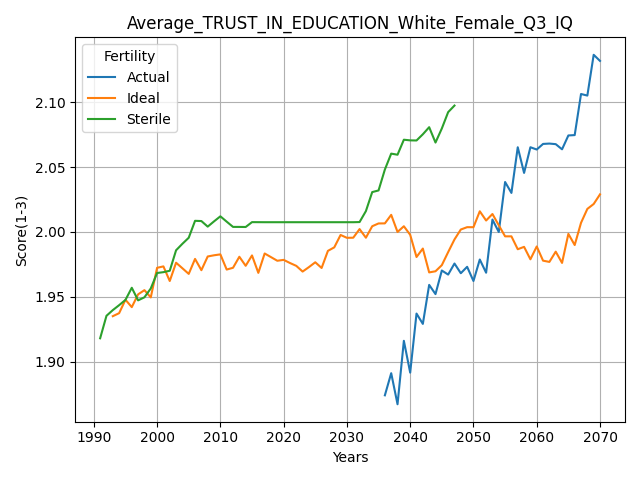 Average_TRUST_IN_EDUCATION_White_Female_Q3_IQ
Fertility
Actual
Ideal
Sterile
Score(1-3)
2.10
2.05
2.00
1.95
1.90
1990 2000 2010 2020 2030 2040 2050 2060 2070
Years